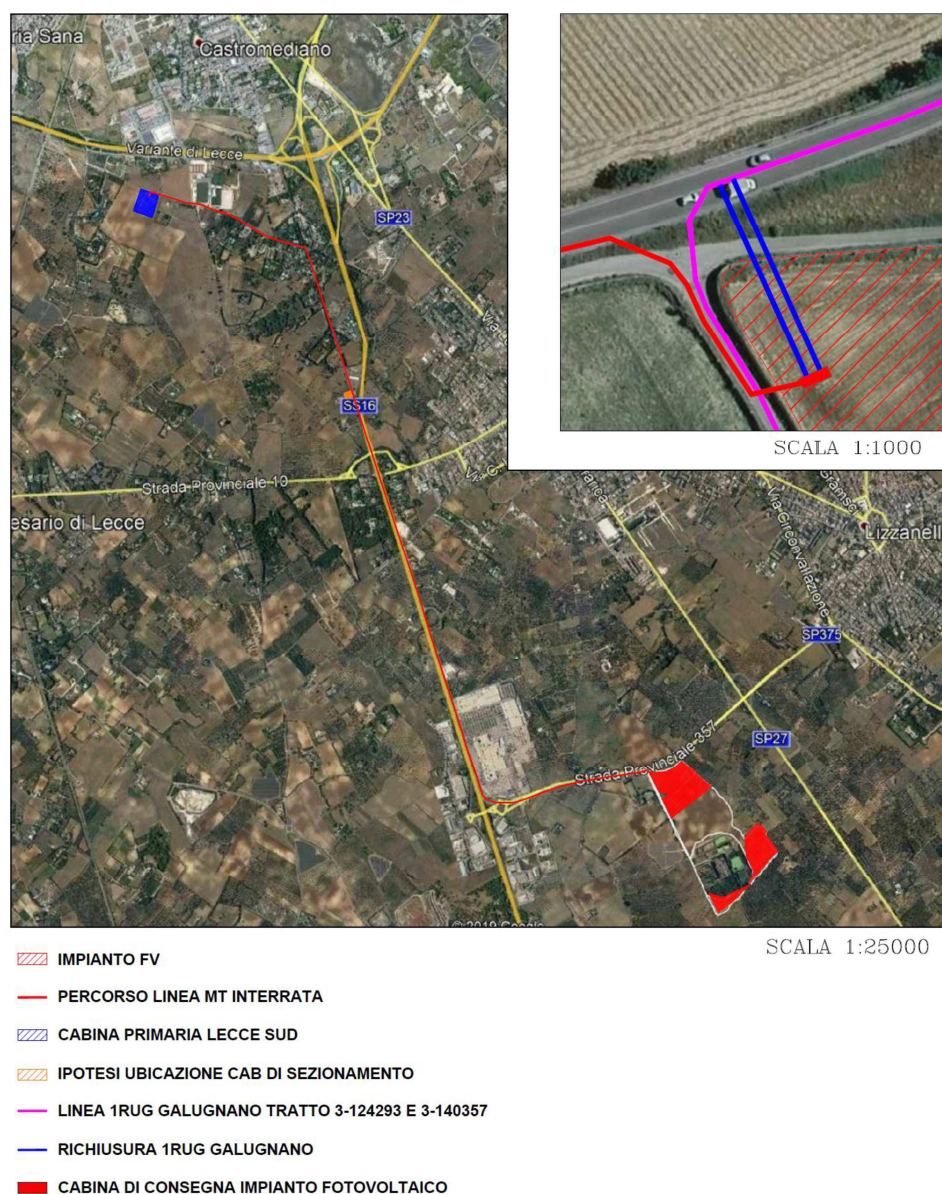 ria Sana
Castromediano
Variante di Lecce
SP23
SS16
Strada Provinciale 10
esario di Lecce
SCALA 1:1000
Gramsc
Lizzanell
Via Circonvallazione
SP375
SP27
Strada Provinciale 357
© 2019 Google
SCALA 1:25000
IMPIANTO FV
PERCORSO LINEA MT INTERRATA
CABINA PRIMARIA LECCE SUD
IPOTESI UBICAZIONE CAB DI SEZIONAMENTO
LINEA 1RUG GALUGNANO TRATTO 3-124293 E 3-140357
RICHIUSURA 1RUG GALUGNANO
CABINA DI CONSEGNA IMPIANTO FOTOVOLTAICO